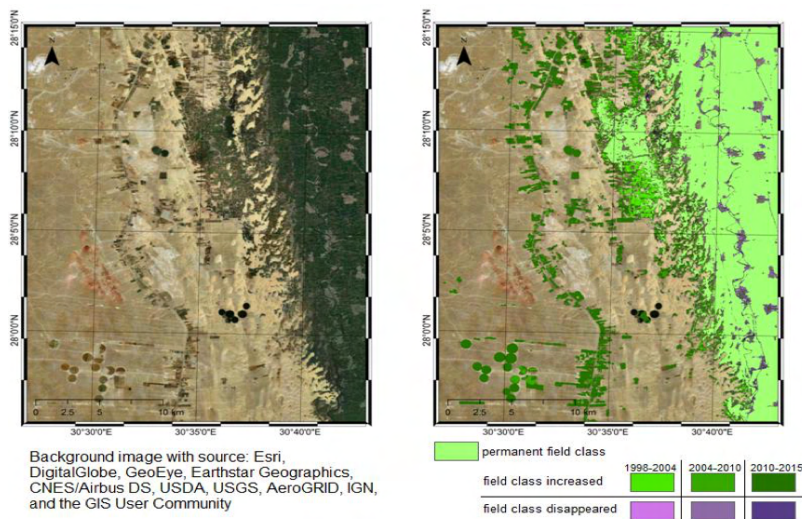 28°15'0"N
28°10'0"N
28°5'0"N
28°0'0"N
N
0 2.5 5 10 km
30°30'0"E 30°35'0"E 30°40'0"E
Background image with source: Esri,
DigitalGlobe, GeoEye, Earthstar Geographics,
CNES/Airbus DS, USDA, USGS, AeroGRID, IGN,
and the GIS User Community
28°15'0"N
28°10'0"N
28°5'0"N
28°0'0"N
N
0 2.5 5 10 km
30°30'0"E 30°35'0"E 30°40'0"E
permanent field class
1998-2004 2004-2010 2010-2015
field class increased
field class disappeared